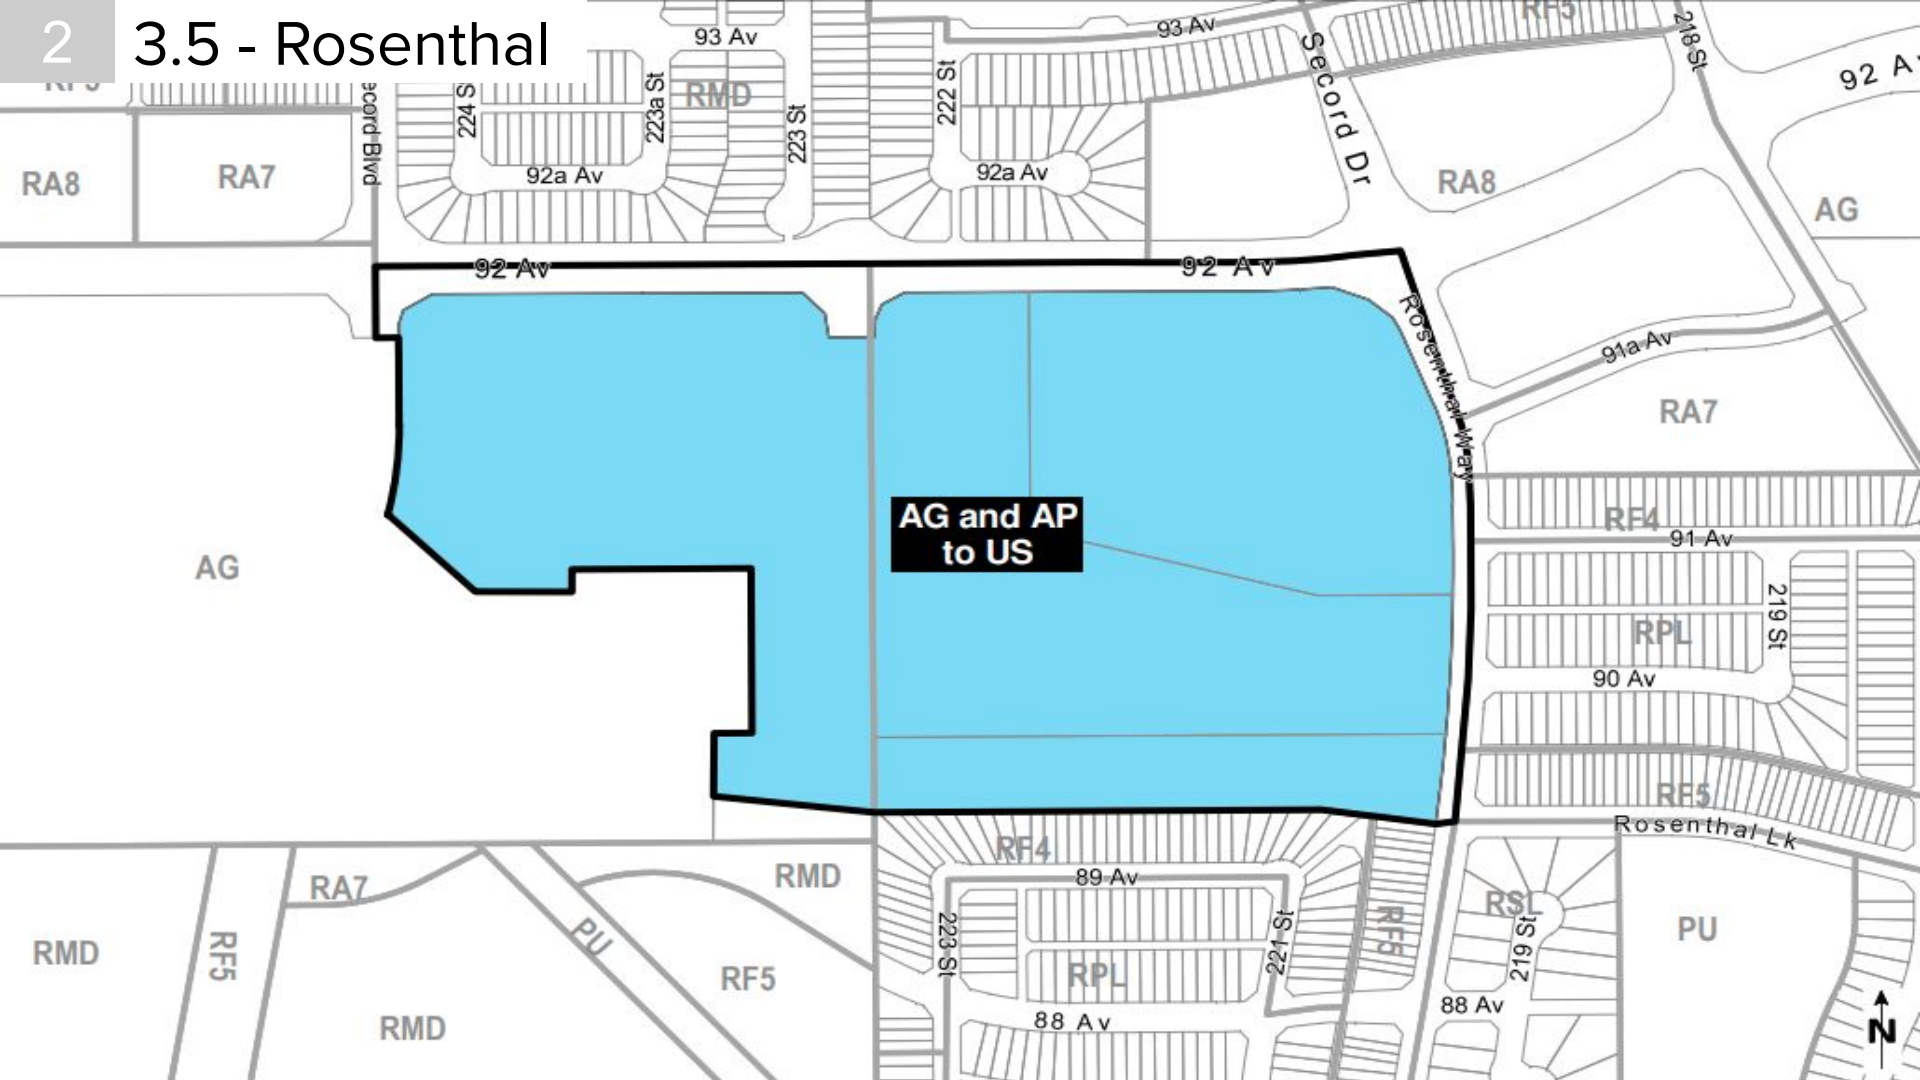 2
3.5 - Rosenthal
93 Av
93 Av
RF5
218 St
92 Av
Secord Dr
224 S
223a St
RMD
223 St
222 St
92a Av
92a Av
RA8
RA7
RA8
AG
92 Av
92 Av
Rosenthal Way
91a Av
RA7
AG and AP
to US
AG
RF4
91 Av
RPL
219 St
90 Av
RF5
Rosenthal Lk
RF4
89 Av
RMD
RA7
RMD
RF5
PU
RF5
RMD
223 St
RPL
221 St
RF5
88 Av
RSL
219 St
88 Av
PU
N